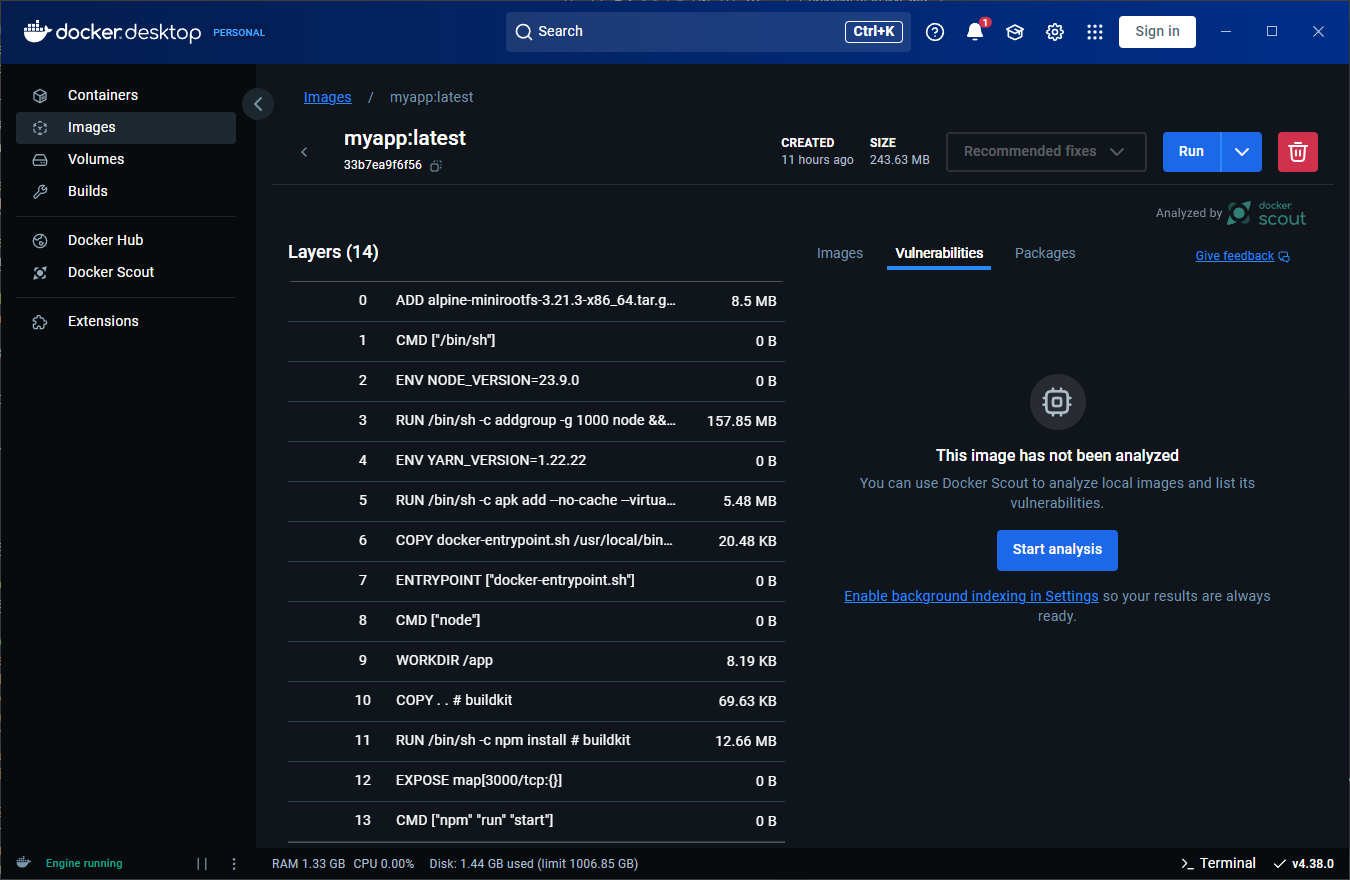 docker.desktop PERSONAL
Search
Ctrl+K
1
Sign in
Containers
Images
Volumes
Builds
Docker Hub
Docker Scout
Extensions
Images / myapp:latest
myapp:latest
33b7ea9f6f56
CREATED
11 hours ago
SIZE
243.63 MB
Recommended fixes
Run
Analyzed by docker scout
Layers (14)
Images Vulnerabilities Packages
Give feedback
0 ADD alpine-minirootfs-3.21.3-x86_64.tar.g... 8.5 MB
1 CMD ["/bin/sh"] 0 B
2 ENV NODE_VERSION=23.9.0 0 B
3 RUN /bin/sh -c addgroup -g 1000 node &&... 157.85 MB
4 ENV YARN_VERSION=1.22.22 0 B
5 RUN /bin/sh -c apk add --no-cache --virtua... 5.48 MB
6 COPY docker-entrypoint.sh /usr/local/bin... 20.48 KB
7 ENTRYPOINT ["docker-entrypoint.sh"] 0 B
8 CMD ["node"] 0 B
9 WORKDIR /app 8.19 KB
10 COPY . . # buildkit 69.63 KB
11 RUN /bin/sh -c npm install # buildkit 12.66 MB
12 EXPOSE map[3000/tcp:{}] 0 B
13 CMD ["npm" "run" "start"] 0 B
This image has not been analyzed
You can use Docker Scout to analyze local images and list its
vulnerabilities.
Start analysis
Enable background indexing in Settings so your results are always
ready.
Engine running
RAM 1.33 GB CPU 0.00% Disk: 1.44 GB used (limit 1006.85 GB)
Terminal
v4.38.0